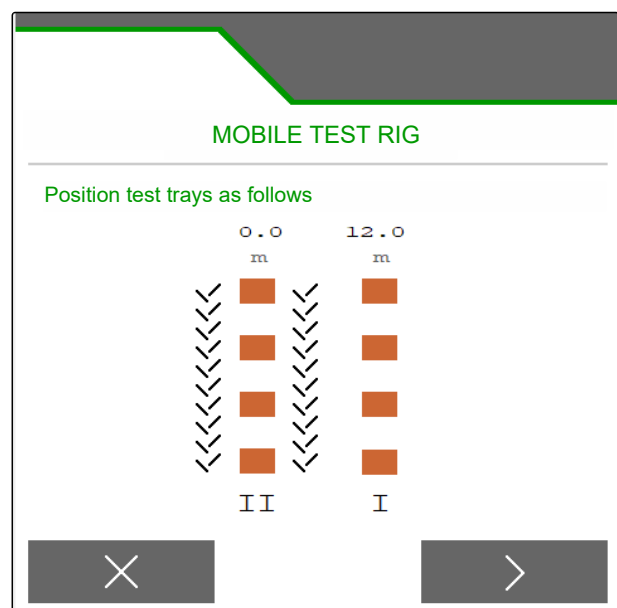 MOBILE TEST RIG
Position test trays as follows
0.0 12.0
m m
II I